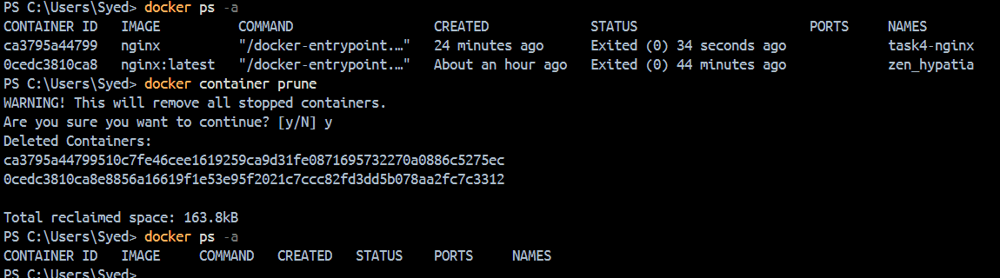 PS C:\Users\Syed> docker ps -a
CONTAINER ID   IMAGE          COMMAND                  CREATED             STATUS                      PORTS     NAMES
ca3795a44799   nginx          "/docker-entrypoint.…"   24 minutes ago      Exited (0) 34 seconds ago             task4-nginx
0cedc3810ca8   nginx:latest   "/docker-entrypoint.…"   About an hour ago   Exited (0) 44 minutes ago             zen_hypatia
PS C:\Users\Syed> docker container prune
WARNING! This will remove all stopped containers.
Are you sure you want to continue? [y/N] y
Deleted Containers:
ca3795a44799510c7fe46cee1619259ca9d31fe0871695732270a0886c5275ec
0cedc3810ca8e8856a16619f1e53e95f2021c7ccc82fd3dd5b078aa2fc7c3312

Total reclaimed space: 163.8kB
PS C:\Users\Syed> docker ps -a
CONTAINER ID   IMAGE     COMMAND   CREATED   STATUS    PORTS     NAMES
PS C:\Users\Syed>